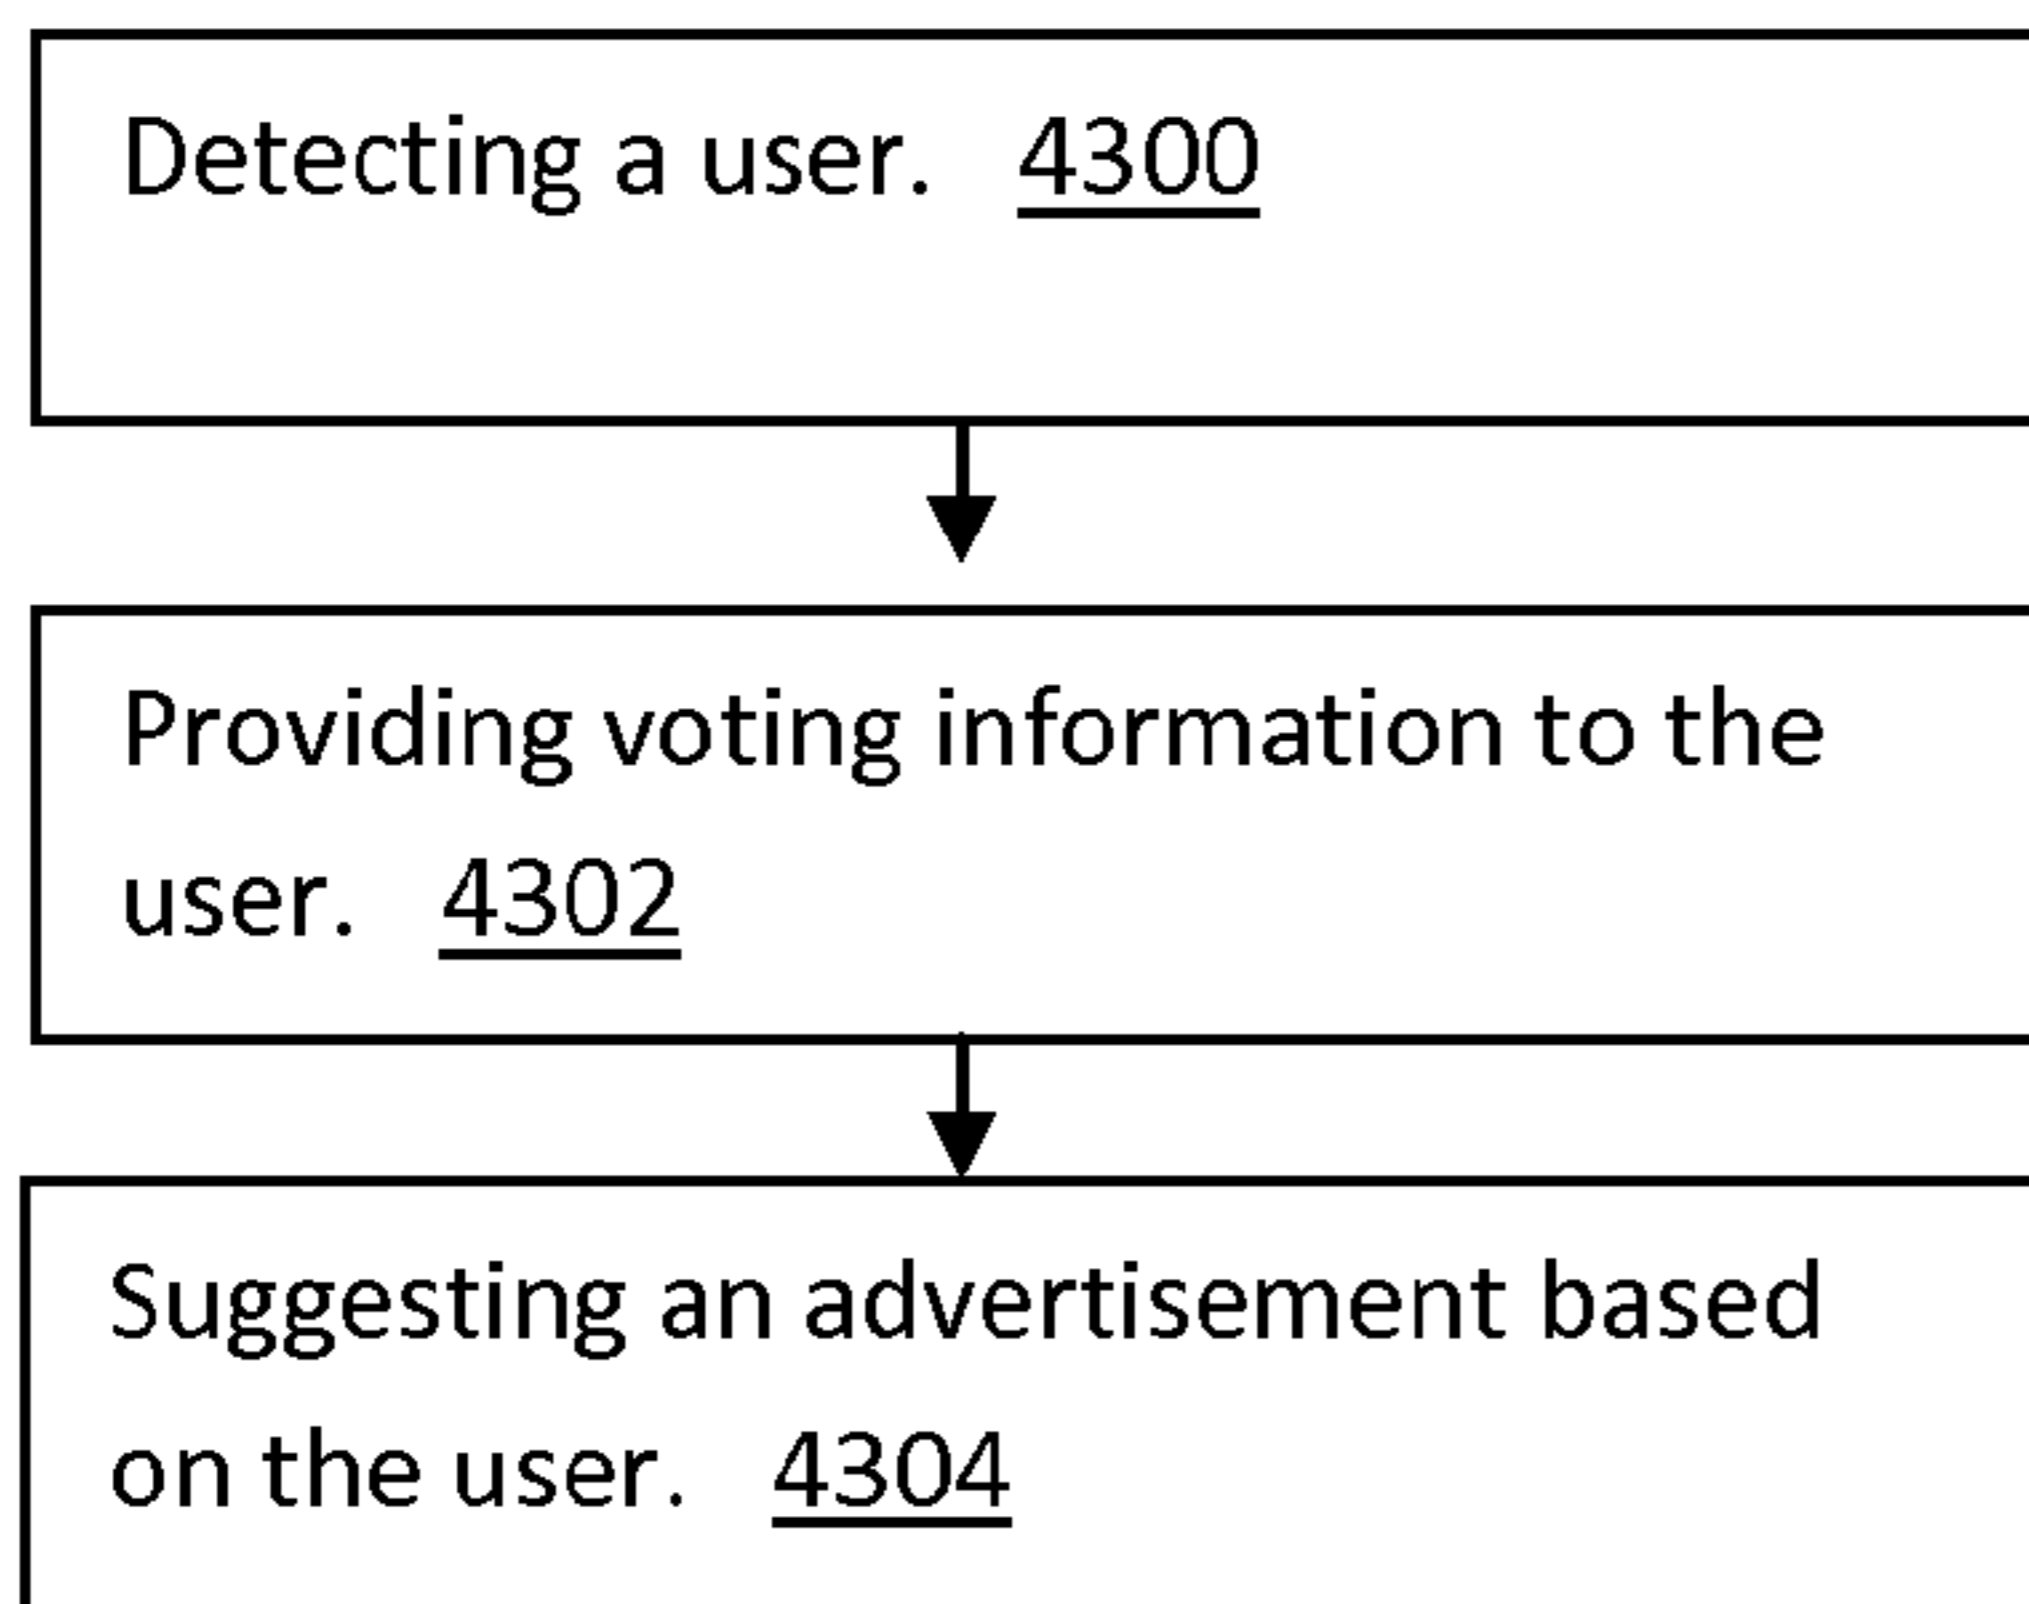 Detecting a user. 4300
Providing voting information to the
user. 4302
Suggesting an advertisement based
on the user. 4304